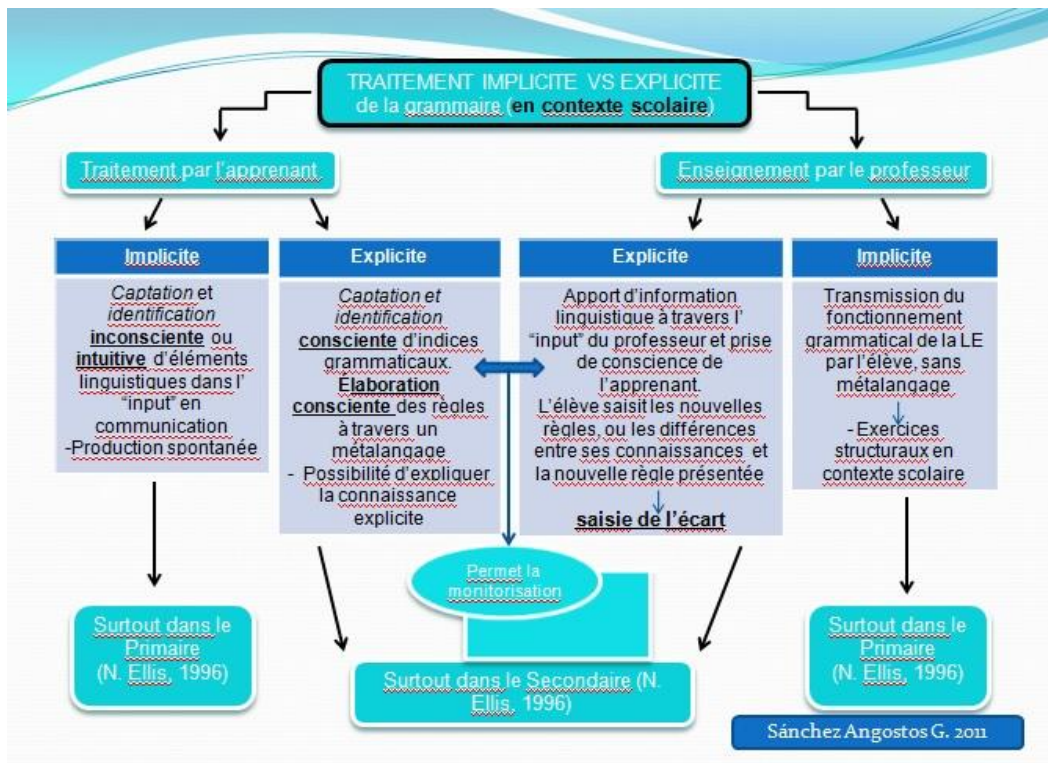 TRAITEMENT IMPLICITE VS EXPLICITE
de la grammaire (en contexte scolaire)
Traitement par l'apprenant
Enseignement par le professeur
Implicite
Captation et
identification
inconsciente ou
intuitive d'éléments
linguistiques dans l'
"input" en
communication
-Production spontanée
Explicite
Captation et
identification
consciente d'indices
grammaticaux.
Elaboration
consciente des règles
à travers un
métalangage
- Possibilité d'expliquer
la connaissance
explicite
Explicite
Apport d'information
linguistique à travers l'
"input" du professeur et prise
de conscience de
l'apprenant.
L'élève saisit les nouvelles
règles, ou les différences
entre ses connaissances et
la nouvelle règle présentée
saisie de l'écart
Implicite
Transmission du
fonctionnement
grammatical de la LE
par l'élève, sans
métalangage
- Exercices
structuraux en
contexte scolaire
Permet la
monitorisation
Surtout dans le
Primaire
(N. Ellis, 1996)
Surtout dans le Secondaire (N.
Ellis, 1996)
Surtout dans le
Primaire
(N. Ellis, 1996)
Sánchez Angostos G. 2011